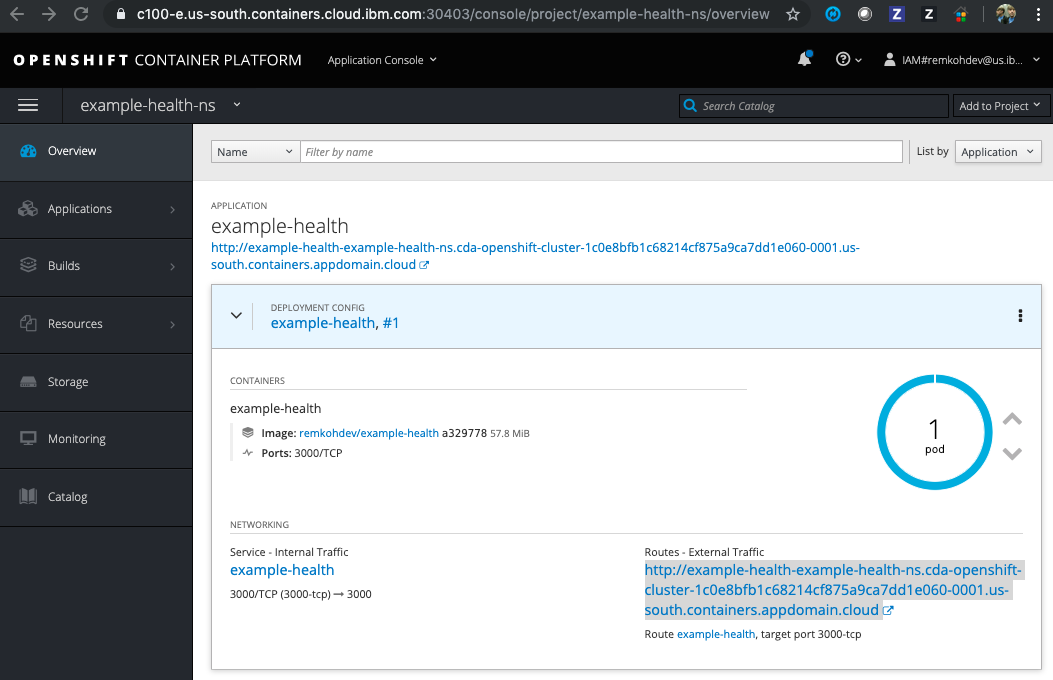 c100-e.us-south.containers.cloud.ibm.com:30403/console/project/example-health-ns/overview
OPENSHIFT CONTAINER PLATFORM
Application Console
IAM#remkohdev@us.ib...
example-health-ns
Search Catalog
Add to Project
Overview
Applications
Builds
Resources
Storage
Monitoring
Catalog
Name
Filter by name
List by
Application
APPLICATION
example-health
http://example-health-example-health-ns.cda-openshift-cluster-1c0e8bfb1c68214cf875a9ca7dd1e060-0001.us-
south.containers.appdomain.cloud
DEPLOYMENT CONFIG
example-health, #1
CONTAINERS
example-health
Image: remkohdev/example-health a329778 57.8 MiB
Ports: 3000/TCP
1
pod
NETWORKING
Service - Internal Traffic
example-health
3000/TCP (3000-tcp) → 3000
Routes - External Traffic
http://example-health-example-health-ns.cda-openshift-
cluster-1c0e8bfb1c68214cf875a9ca7dd1e060-0001.us-
south.containers.appdomain.cloud
Route example-health, target port 3000-tcp